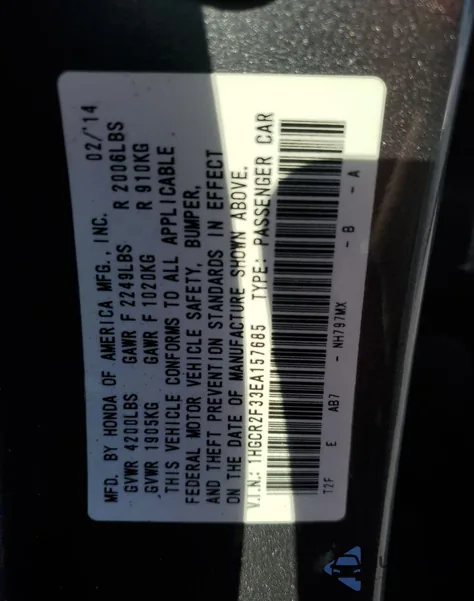 MFD. BY HONDA OF AMERICA MFG., INC. 02/'14
GVWR 4200LBS GAWR F 2249LBS R 2006LBS
GVWR 1905KG GAWR F 1020KG R 910KG
THIS VEHICLE CONFORMS TO ALL APPLICABLE
FEDERAL MOTOR VEHICLE SAFETY, BUMPER,
AND THEFT PREVENTION STANDARDS IN EFFECT
ON THE DATE OF MANUFACTURE SHOWN ABOVE.
V.I.N.: 1HGCR2F33EA157685 TYPE: PASSENGER CAR
T2F E AB7 - NH797MX - B - A